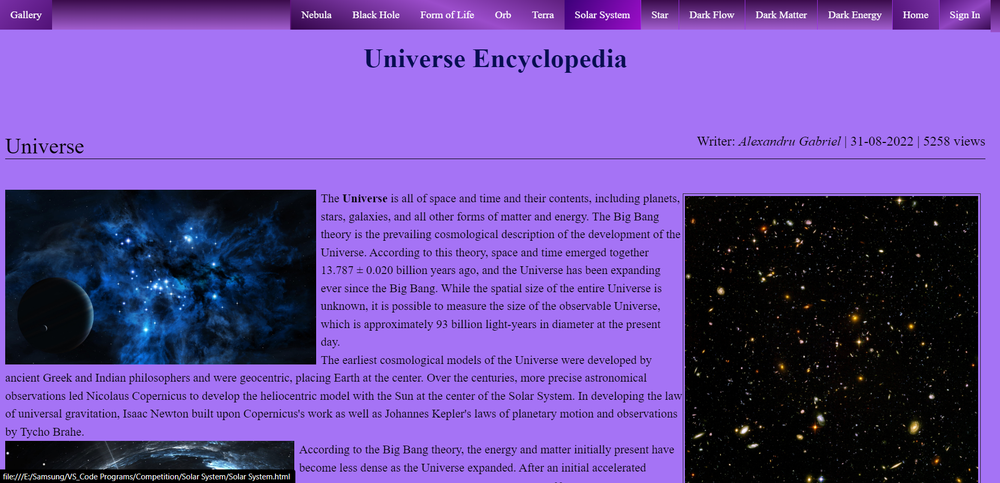 Gallery Nebula Black Hole Form of Life Orb Terra Solar System Star Dark Flow Dark Matter Dark Energy Home Sign In
Universe Encyclopedia
Universe
Writer: Alexandru Gabriel | 31-08-2022 | 5258 views
The Universe is all of space and time and their contents, including planets,
stars, galaxies, and all other forms of matter and energy. The Big Bang
theory is the prevailing cosmological description of the development of the
Universe. According to this theory, space and time emerged together
13.787 ± 0.020 billion years ago, and the Universe has been expanding
ever since the Big Bang. While the spatial size of the entire Universe is
unknown, it is possible to measure the size of the observable Universe,
which is approximately 93 billion light-years in diameter at the present
day.
The earliest cosmological models of the Universe were developed by
ancient Greek and Indian philosophers and were geocentric, placing Earth at the center. Over the centuries, more precise astronomical
observations led Nicolaus Copernicus to develop the heliocentric model with the Sun at the center of the Solar System. In developing the law
of universal gravitation, Isaac Newton built upon Copernicus's work as well as Johannes Kepler's laws of planetary motion and observations
by Tycho Brahe.
According to the Big Bang theory, the energy and matter initially present have
become less dense as the Universe expanded. After an initial accelerated
file:///E:/Samsung/VS_Code Programs/Competition/Solar System/Solar System.html